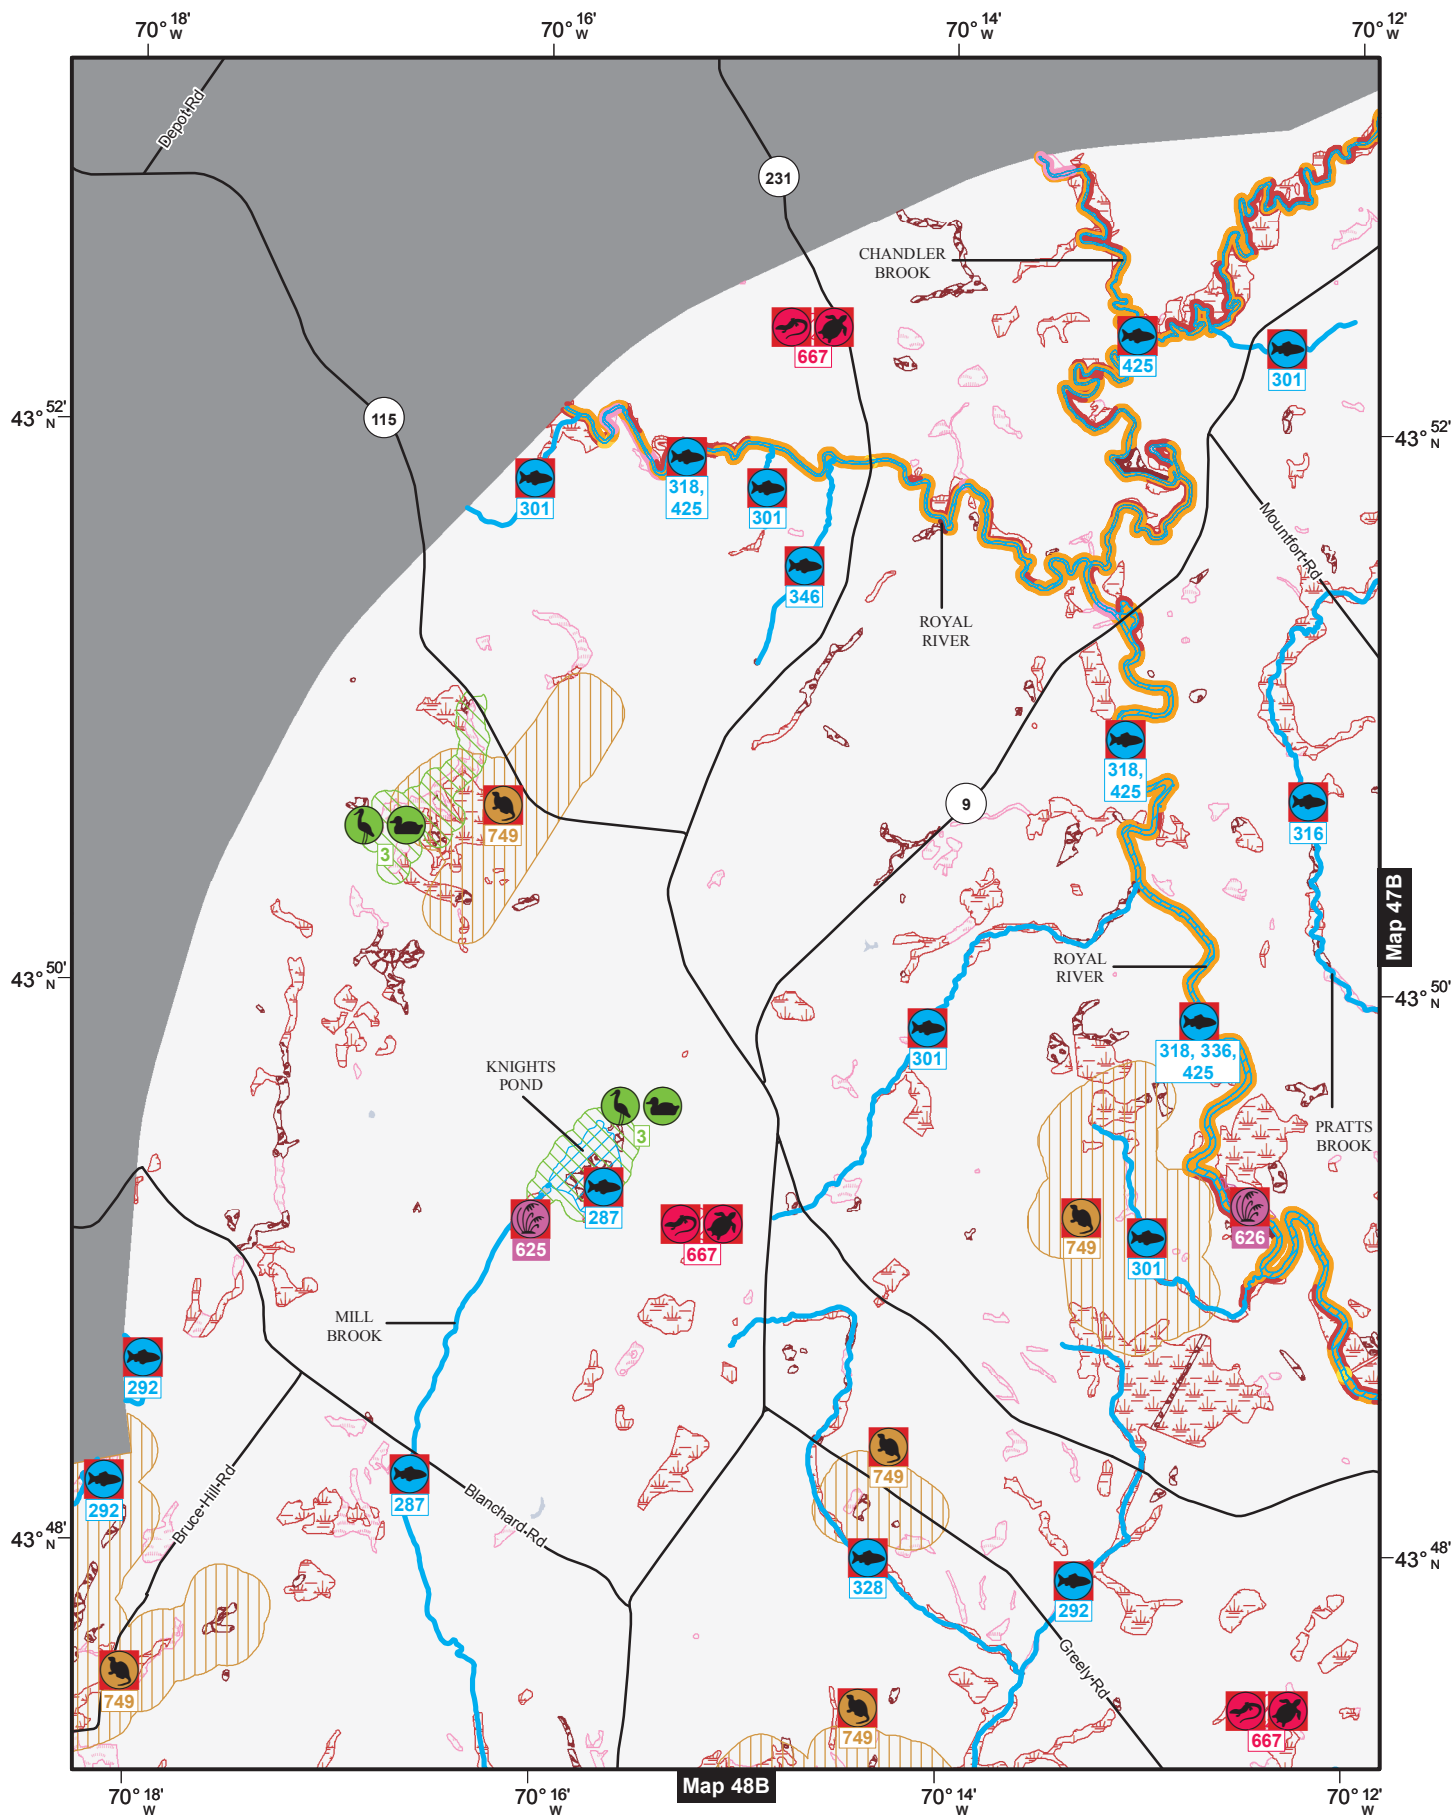 70° 18' W
70° 16' W
70° 14' W
70° 12' W
Depot Rd
231
CHANDLER
BROOK
667
425
301
43° 52' N
115
43° 52' N
301
318,
425
301
Mountfort Rd
346
ROYAL
RIVER
318,
425
9
749
316
3
Map 47B
ROYAL
RIVER
43° 50' N
43° 50' N
301
318, 336,
425
KNIGHTS
POND
3
PRATTS
BROOK
287
625
667
749
301
626
MILL
BROOK
292
749
292
287
Bruce Hill Rd
Blanchard Rd
43° 48' N
43° 48' N
328
292
Greely Rd
749
749
667
Map 48B
70° 18' W
70° 16' W
70° 14' W
70° 12' W